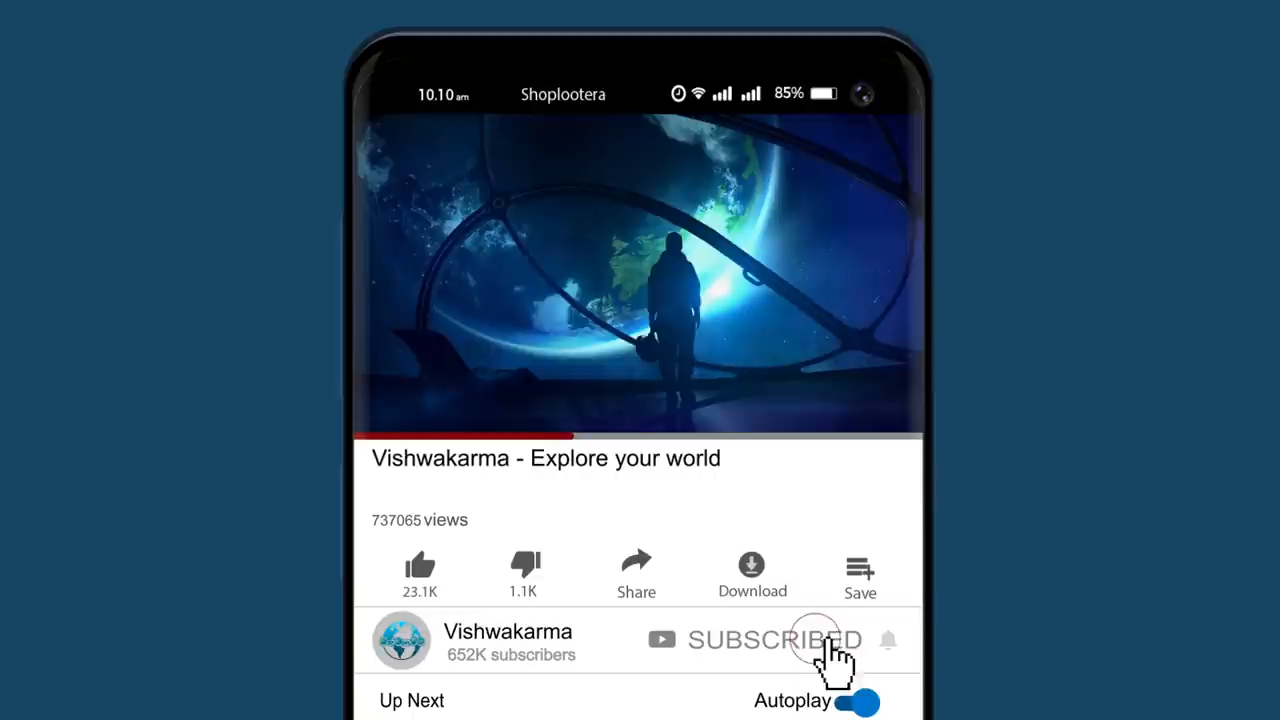 10.10 am Shoplootera 85%
Vishwakarma - Explore your world
737065 views
23.1K 1.1K Share Download Save
Vishwakarma SUBSCRIBED
652K subscribers
Up Next Autoplay